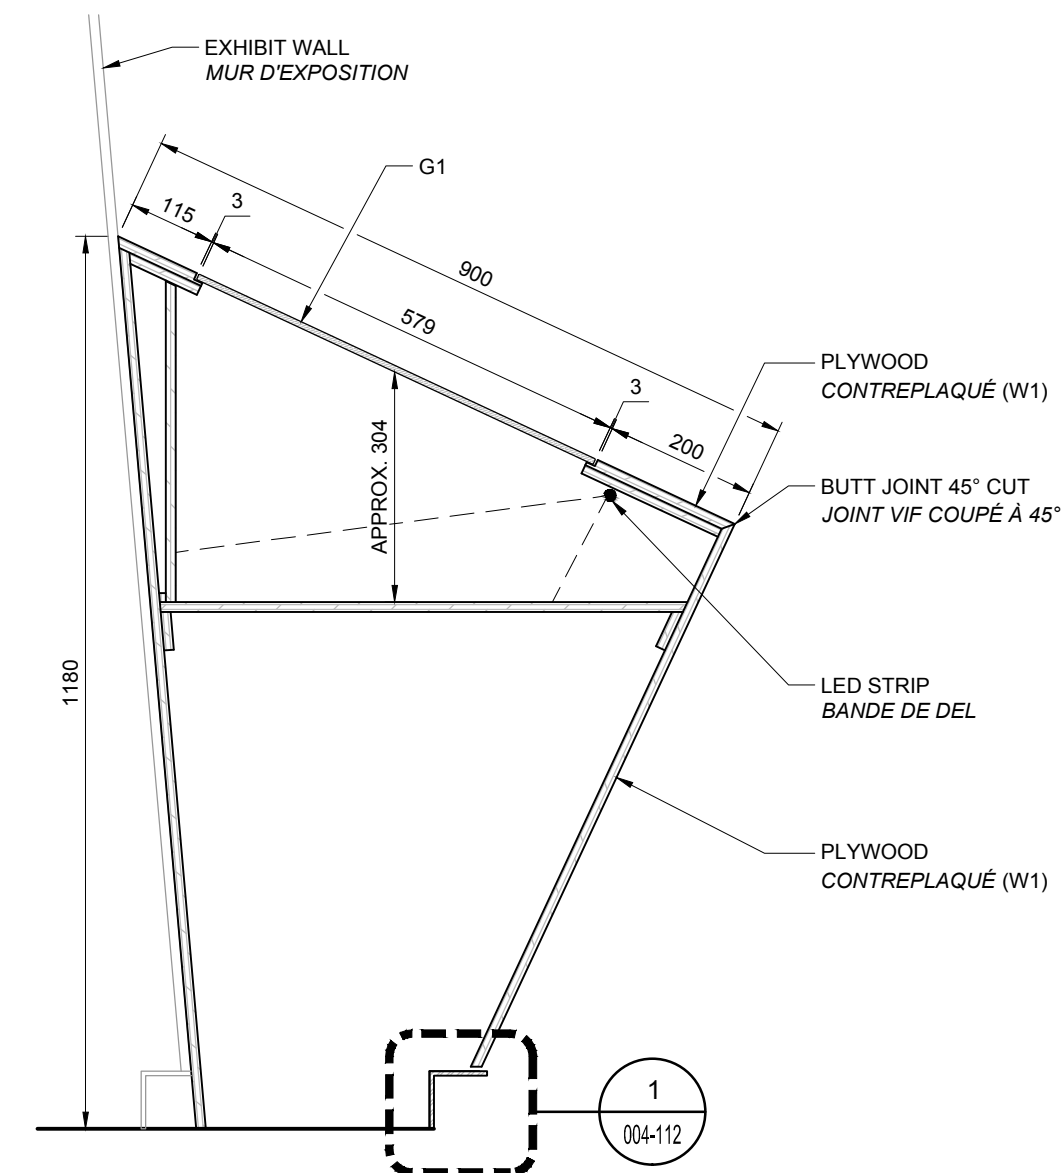 EXHIBIT WALL
MUR D'EXPOSITION
G1
3
115
900
579
3
200
PLYWOOD
CONTREPLAQUÉ (W1)
APPROX. 304
BUTT JOINT 45° CUT
JOINT VIF COUPÉ À 45°
1180
LED STRIP
BANDE DE DEL
PLYWOOD
CONTREPLAQUÉ (W1)
1
004-112